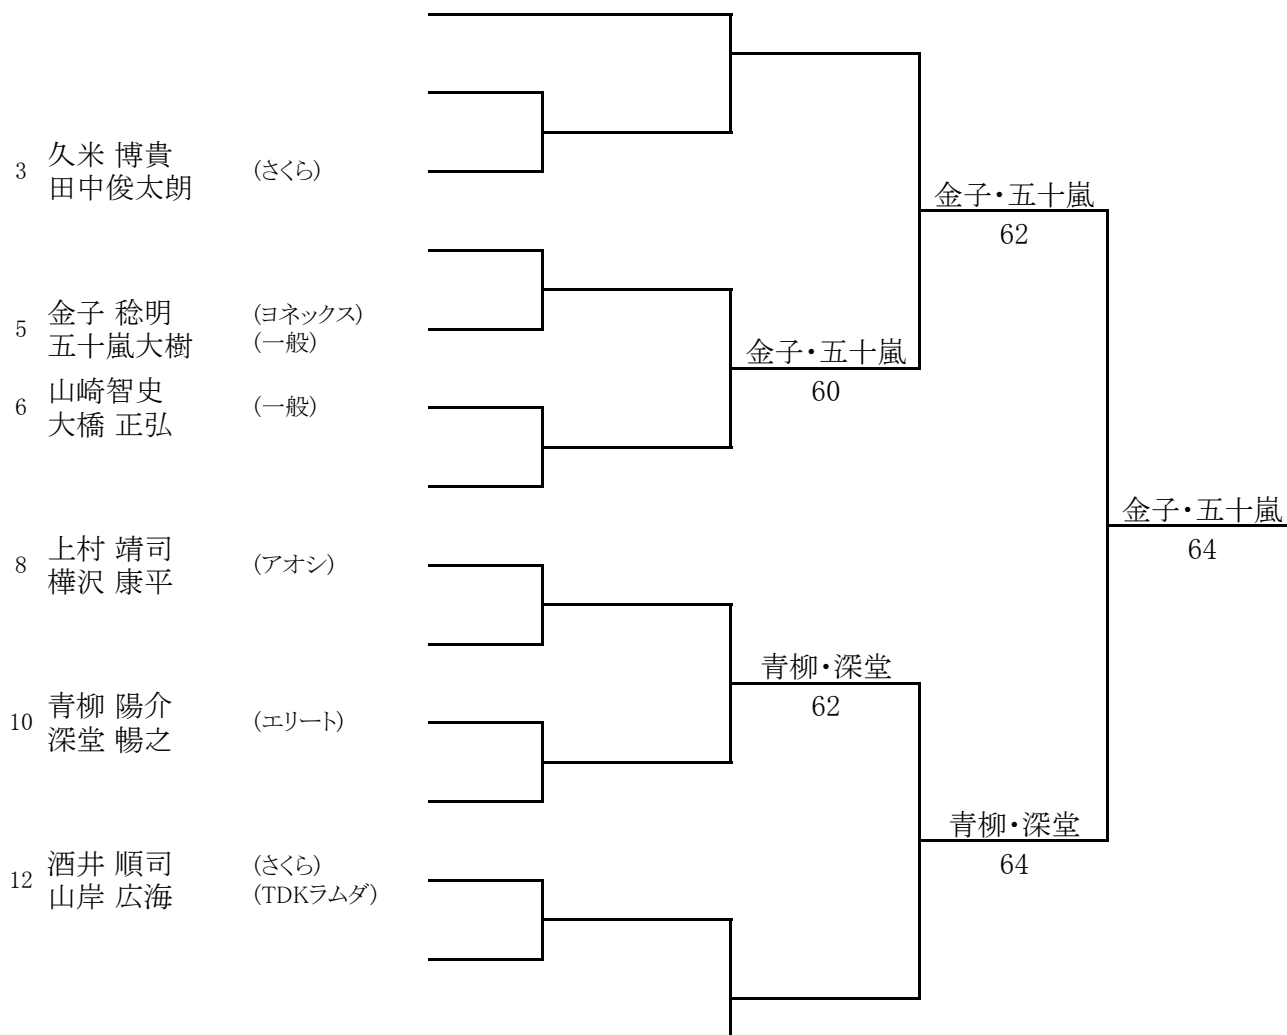 3 久米 博貴 (さくら)
田中俊太朗
金子・五十嵐
62
5 金子 稔明 (ヨネックス)
五十嵐大樹 (一般)
金子・五十嵐
60
6 山崎智史 (一般)
大橋 正弘
金子・五十嵐
64
8 上村 靖司 (アオシ)
樺沢 康平
青柳・深堂
62
10 青柳 陽介 (エリート)
深堂 暢之
青柳・深堂
64
12 酒井 順司 (さくら)
山岸 広海 (TDKラムダ)